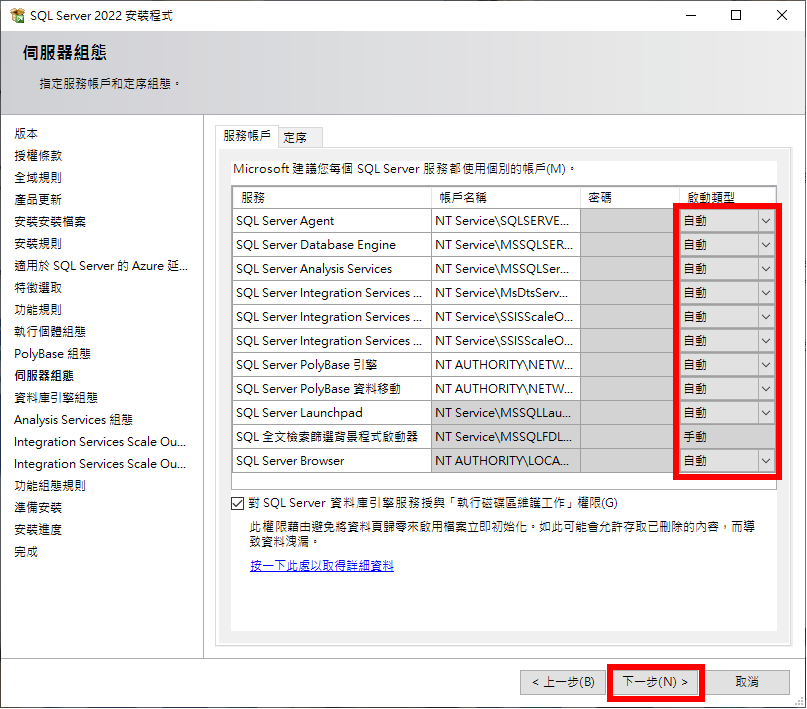 SQL Server 2022 安裝程式
伺服器組態
指定服務帳戶和定序組態。
版本
授權條款
全域規則
產品更新
安裝安裝檔案
安裝規則
適用於 SQL Server 的 Azure 延...
特徵選取
功能規則
執行個體組態
PolyBase 組態
伺服器組態
資料庫引擎組態
Analysis Services 組態
Integration Services Scale Ou...
Integration Services Scale Ou...
功能組態規則
準備安裝
安裝進度
完成
服務帳戶 定序
Microsoft 建議您每個 SQL Server 服務都使用個別的帳戶(M)。
服務 帳戶名稱 密碼 啟動類型
SQL Server Agent NT Service\SQLSERVE... 自動
SQL Server Database Engine NT Service\MSSQLSER... 自動
SQL Server Analysis Services NT Service\MSSQLSer... 自動
SQL Server Integration Services ... NT Service\MsDtsServ... 自動
SQL Server Integration Services ... NT Service\SSISScaleO... 自動
SQL Server Integration Services ... NT Service\SSISScaleO... 自動
SQL Server PolyBase 引擎 NT AUTHORITY\NETW... 自動
SQL Server PolyBase 資料移動 NT AUTHORITY\NETW... 自動
SQL Server Launchpad NT Service\MSSQLLau... 自動
SQL 全文檢索篩選背景程式啟動器 NT Service\MSSQLFDL... 手動
SQL Server Browser NT AUTHORITY\LOCA... 自動
對 SQL Server 資料庫引擎服務授與「執行磁碟區維護工作」權限(G)
此權限藉由避免將資料頁歸零來啟用檔案立即初始化。如此可能會允許存取已刪除的內容，而導
致資料洩漏。
按一下此處以取得詳細資料
< 上一步(B) 下一步(N) > 取消